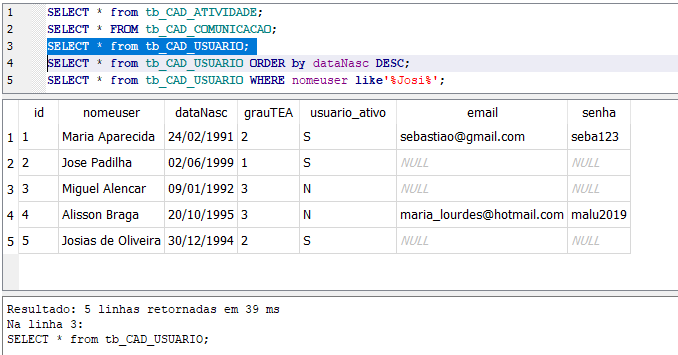 1 SELECT * from tb_CAD_ATIVIDADE;
2 SELECT * FROM tb_CAD_COMUNICACAO;
3 SELECT * from tb_CAD_USUARIO;
4 SELECT * from tb_CAD_USUARIO ORDER by dataNasc DESC;
5 SELECT * from tb_CAD_USUARIO WHERE nomeuser like'%Josi%';
id nomeuser dataNasc grauTEA usuario_ativo email senha
1 1 Maria Aparecida 24/02/1991 2 S sebastiao@gmail.com seba123
2 2 Jose Padilha 02/06/1999 1 S NULL NULL
3 3 Miguel Alencar 09/01/1992 3 N NULL NULL
4 4 Alisson Braga 20/10/1995 3 N maria_lourdes@hotmail.com malu2019
5 5 Josias de Oliveira 30/12/1994 2 S NULL NULL
Resultado: 5 linhas retornadas em 39 ms
Na linha 3:
SELECT * from tb_CAD_USUARIO;